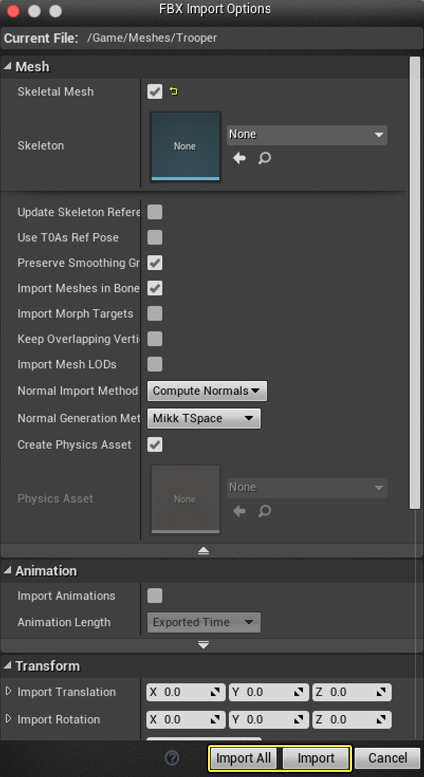 FBX Import Options
Current File: /Game/Meshes/Trooper
Mesh
Skeletal Mesh
Skeleton None None
Update Skeleton Refere
Use T0As Ref Pose
Preserve Smoothing Gr
Import Meshes in Bone
Import Morph Targets
Keep Overlapping Verti
Import Mesh LODs
Normal Import Method Compute Normals
Normal Generation Met Mikk TSpace
Create Physics Asset
Physics Asset None None
Animation
Import Animations
Animation Length Exported Time
Transform
Import Translation X 0.0 Y 0.0 Z 0.0
Import Rotation X 0.0 Y 0.0 Z 0.0
? Import All Import Cancel